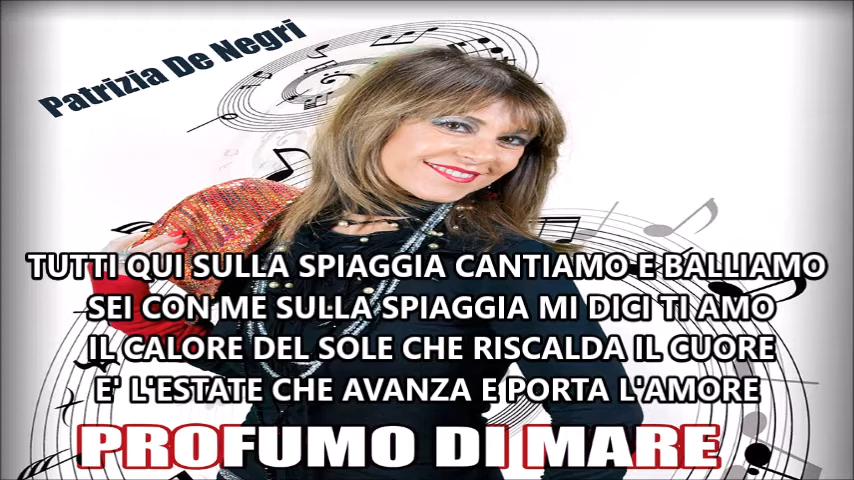 Patrizia De Negri
TUTTI QUI SULLA SPIAGGIA CANTIAMO E BALLIAMO
SEI CON ME SULLA SPIAGGIA MI DICI TI AMO
IL CALORE DEL SOLE CHE RISCALDA IL CUORE
E' L'ESTATE CHE AVANZA E PORTA L'AMORE
PROFUMO DI MARE